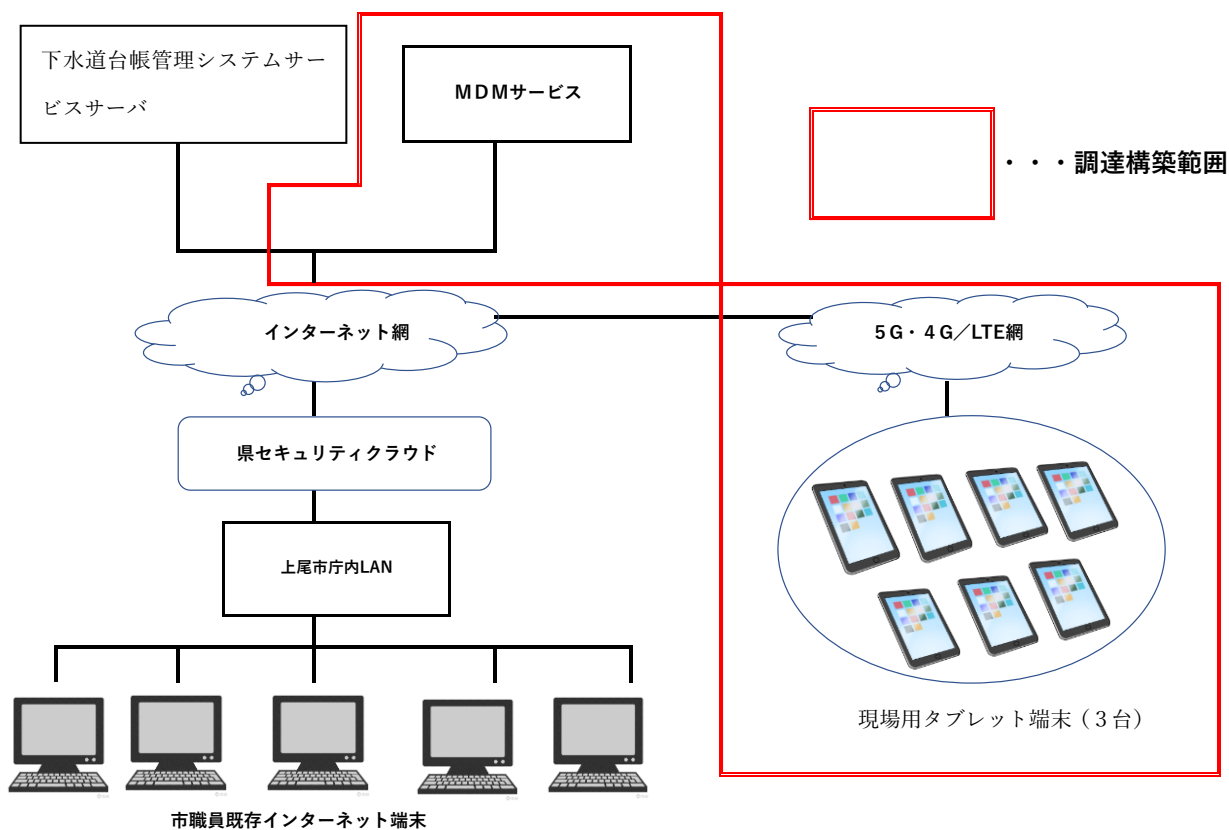 下水道台帳管理システムサー
ビスサーバ
ＭＤＭサービス
・・・調達構築範囲
インターネット網
５Ｇ・４Ｇ／LTE網
県セキュリティクラウド
上尾市庁内LAN
現場用タブレット端末（３台）
市職員既存インターネット端末